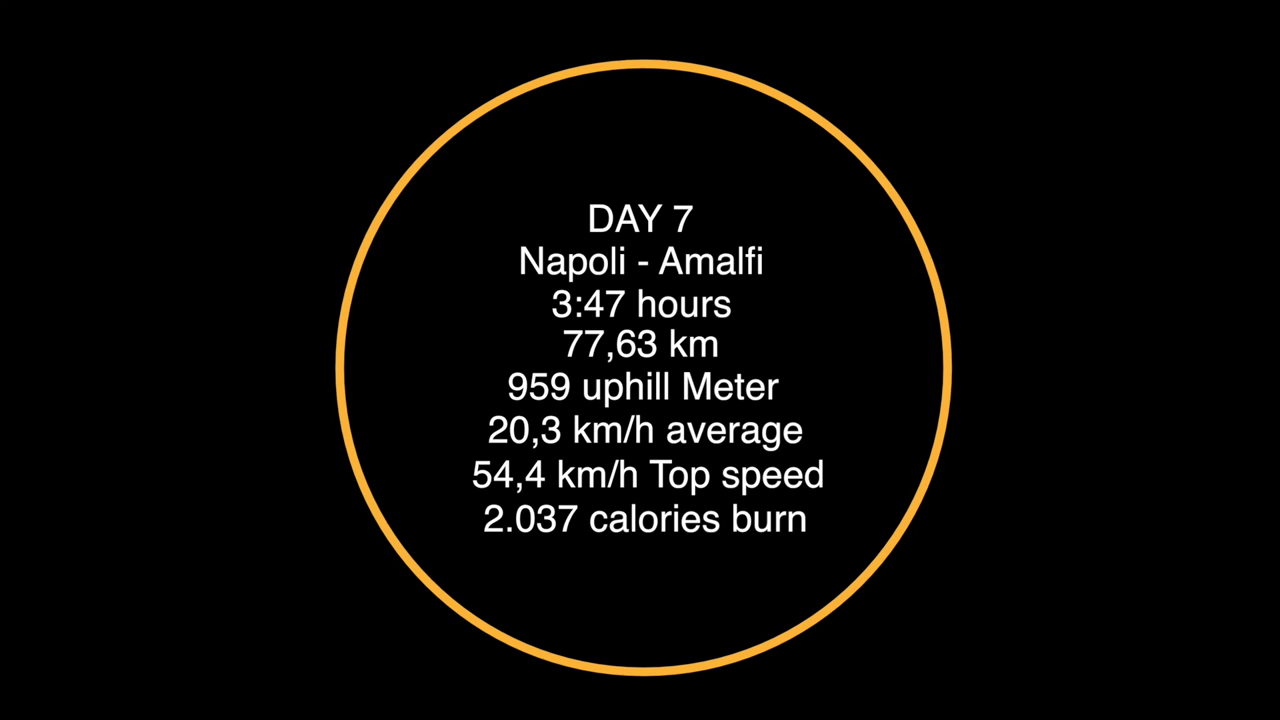 DAY 7
Napoli - Amalfi
3:47 hours
77,63 km
959 uphill Meter
20,3 km/h average
54,4 km/h Top speed
2.037 calories burn